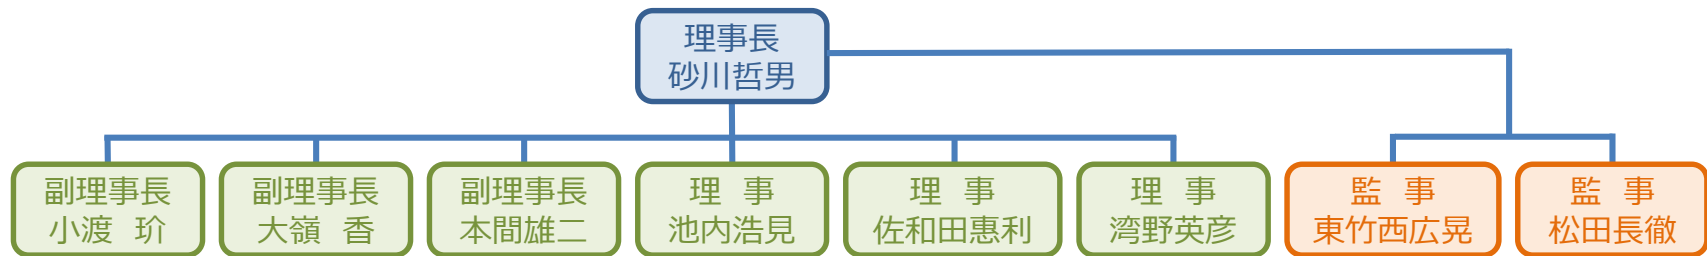 理事長
砂川哲男
副理事長
小渡 玠
副理事長
大嶺 香
副理事長
本間雄二
理 事
池内浩見
理 事
佐和田惠利
理 事
湾野英彦
監 事
東竹西広晃
監 事
松田長徹